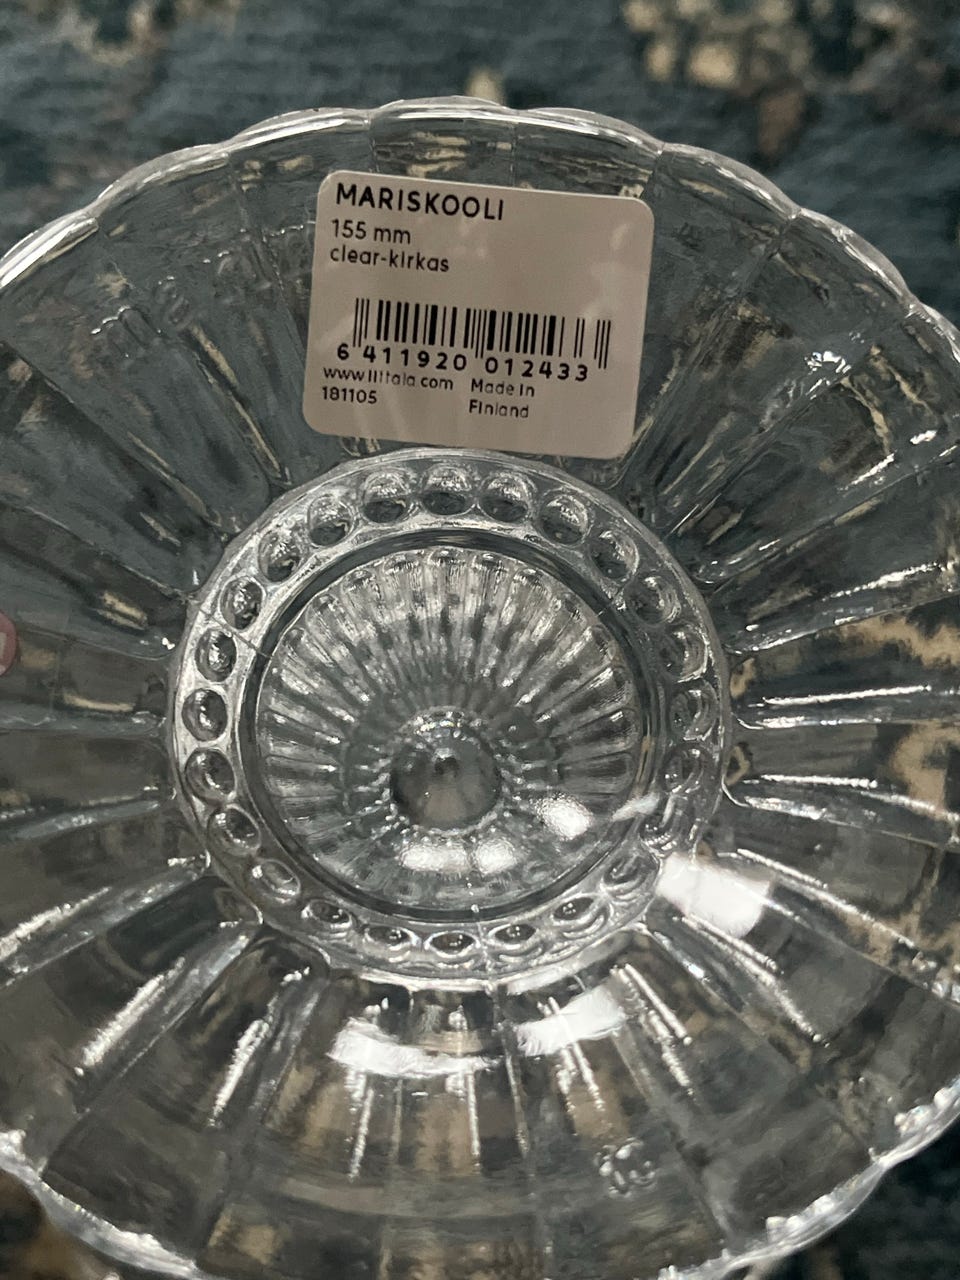 MARISKOOLI
155 mm
clear-kirkas
6 411920 012433
www.iittala.com Made in
181105 Finland